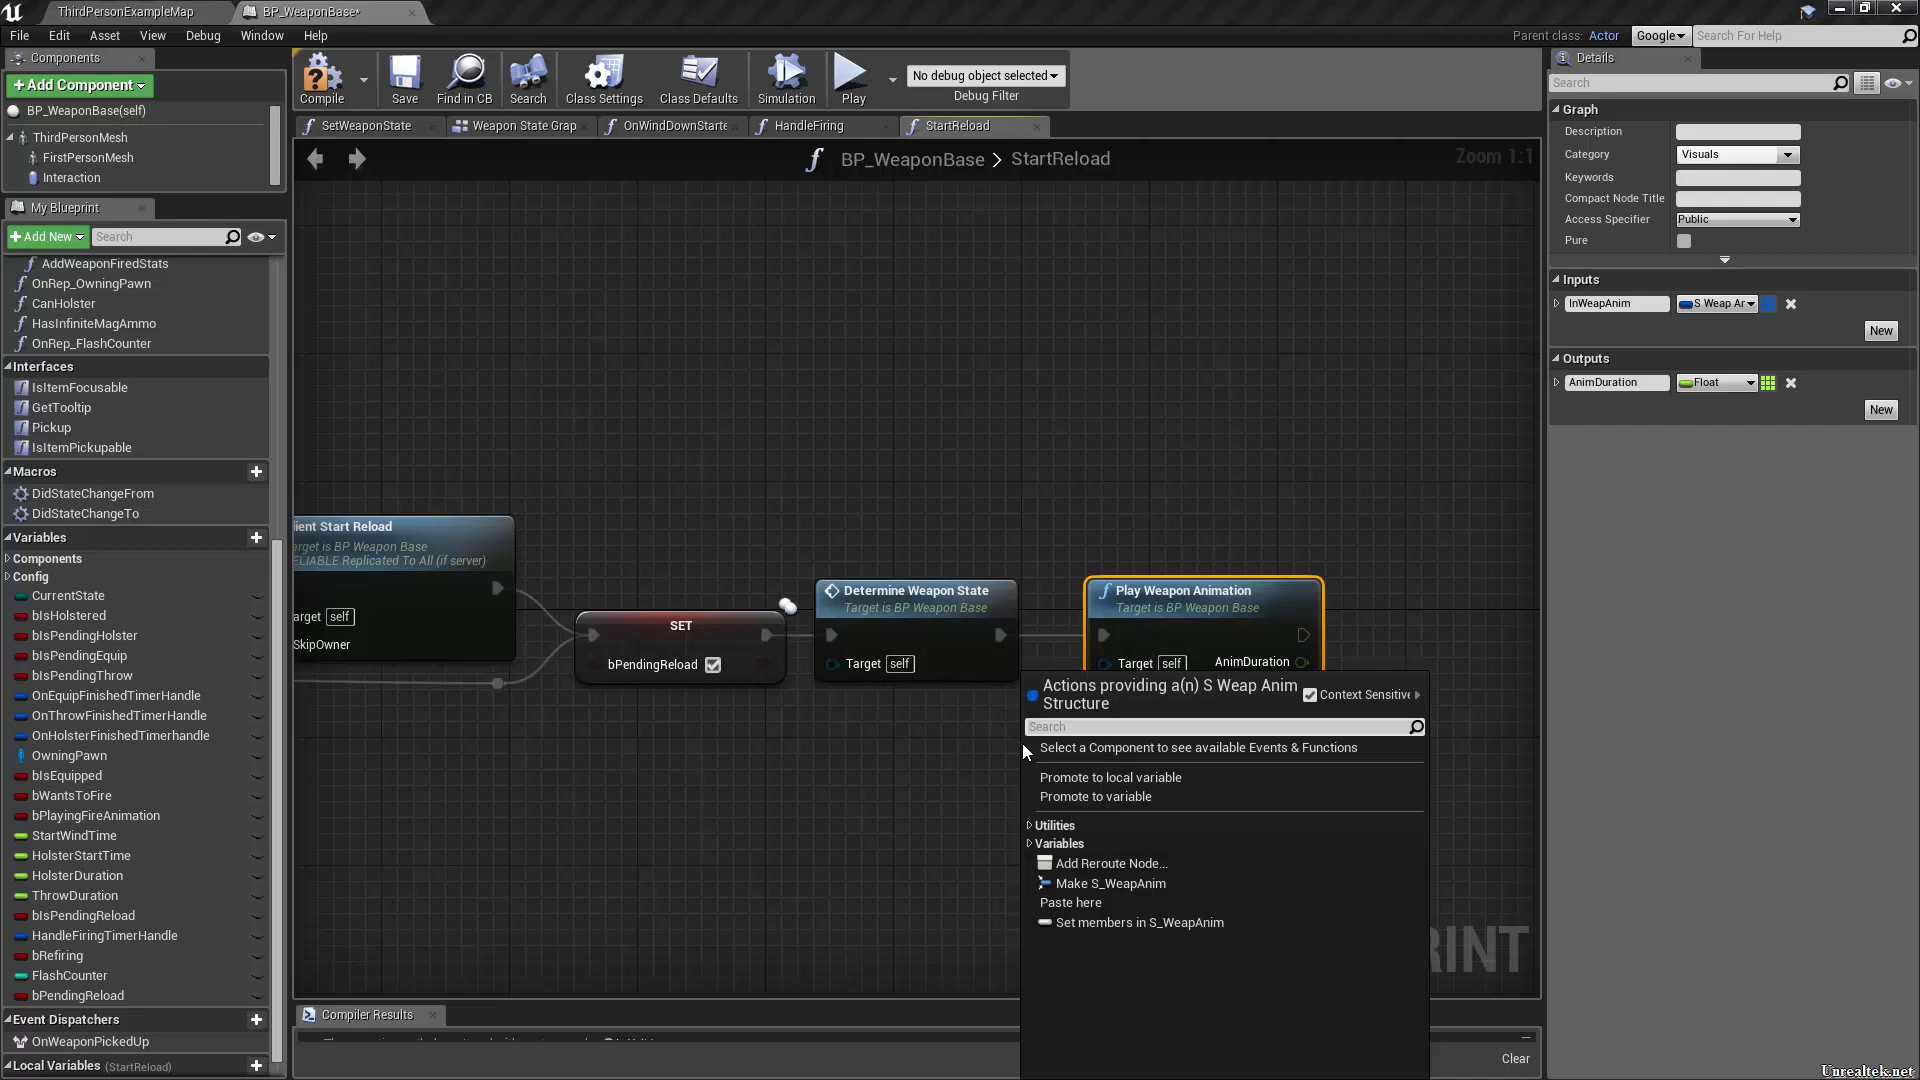 ThirdPersonExampleMap
BP_WeaponBase*
File Edit Asset View Debug Window Help
Parent class: Actor
Google
Search For Help
Components
+Add Component
BP_WeaponBase(self)
ThirdPersonMesh
FirstPersonMesh
Interaction
My Blueprint
+Add New
Search
AddWeaponFiredStats
OnRep_OwningPawn
CanHolster
HasInfiniteMagAmmo
OnRep_FlashCounter
Interfaces
IsItemFocusable
GetTooltip
Pickup
IsItemPickupable
Macros
DidStateChangeFrom
DidStateChangeTo
Variables
Components
Config
CurrentState
bIsHolstered
bIsPendingHolster
bIsPendingEquip
bIsPendingThrow
OnEquipFinishedTimerHandle
OnThrowFinishedTimerHandle
OnHolsterFinishedTimerhandle
OwningPawn
bIsEquipped
bWantsToFire
bPlayingFireAnimation
StartWindTime
HolsterStartTime
HolsterDuration
ThrowDuration
bIsPendingReload
HandleFiringTimerHandle
bRefiring
FlashCounter
bPendingReload
Event Dispatchers
OnWeaponPickedUp
Local Variables (StartReload)
Compile
Save
Find in CB
Search
Class Settings
Class Defaults
Simulation
Play
No debug object selected
Debug Filter
SetWeaponState
Weapon State Grap
OnWindDownStarte
HandleFiring
StartReload
BP_WeaponBase > StartReload
Zoom 1:1
lient Start Reload
arget is BP Weapon Base
ELIABLE Replicated To All (if server)
arget self
SkipOwner
SET
bPendingReload
Determine Weapon State
Target is BP Weapon Base
Target self
Play Weapon Animation
Target is BP Weapon Base
Target self
AnimDuration
Actions providing a(n) S Weap Anim
Structure
Context Sensitive
Search
Select a Component to see available Events & Functions
Promote to local variable
Promote to variable
Utilities
Variables
Add Reroute Node...
Make S_WeapAnim
Paste here
Set members in S_WeapAnim
RINT
Compiler Results
Clear
Details
Search
Graph
Description
Category Visuals
Keywords
Compact Node Title
Access Specifier Public
Pure
Inputs
InWeapAnim S Weap Ar
New
Outputs
AnimDuration Float
New
Unrealtek.net